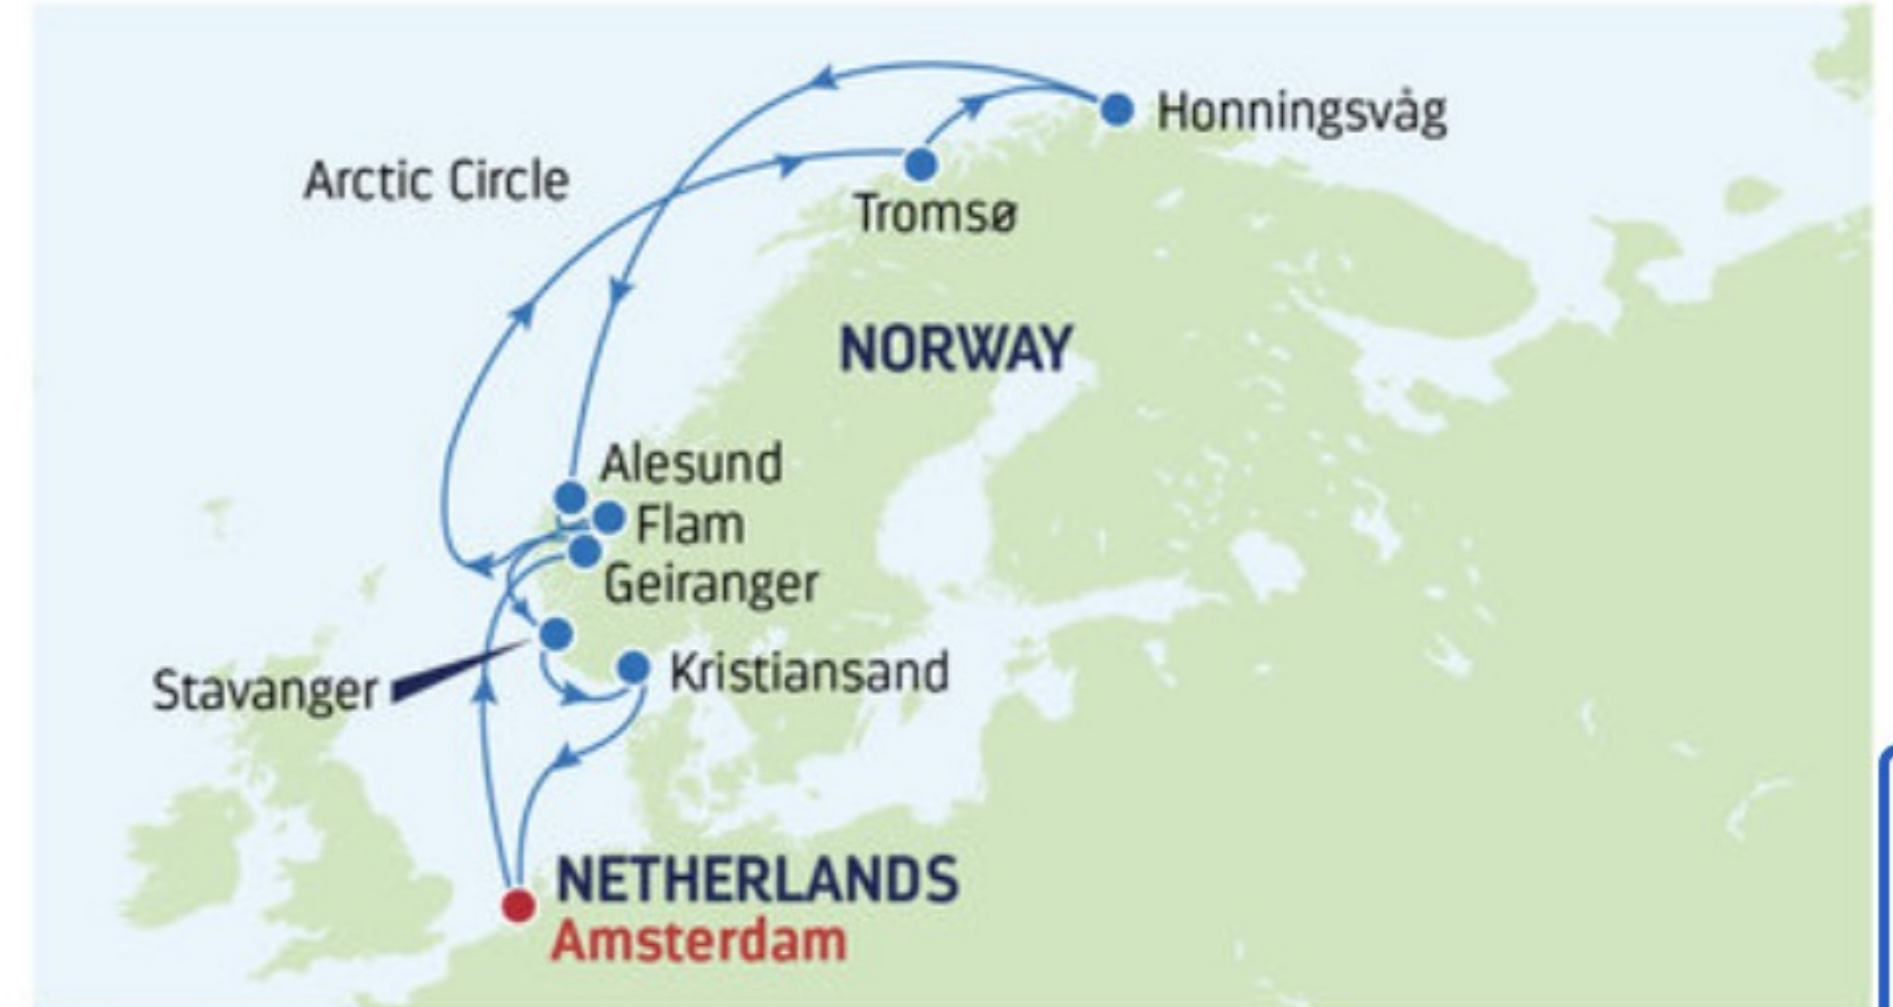 Honningsvåg
Arctic Circle
Tromsø
NORWAY
Alesund
Flam
Geiranger
Stavanger
Kristiansand
NETHERLANDS
Amsterdam